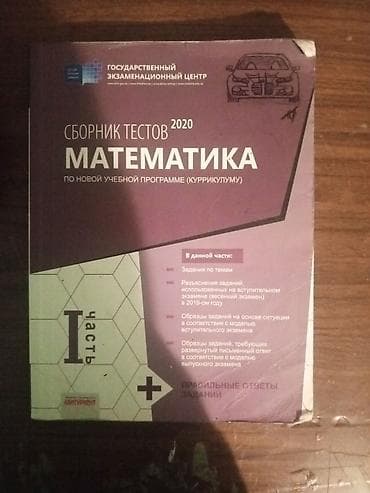 ГОСУДАРСТВЕННЫЙ
ЭКЗАМЕНАЦИОННЫЙ ЦЕНТР
СБОРНИК ТЕСТОВ 2020
МАТЕМАТИКА
ПО НОВОЙ УЧЕБНОЙ ПРОГРАММЕ (КУРРИКУЛУМУ)
В данной части:
Задания по темам
Разъяснения заданий,
использованных на вступительном
экзамене (весенний экзамен)
в 2019-ом году
Образцы заданий на основе ситуации
в соответствии с моделью
вступительного экзамена
Образцы заданий, требующих
развернутый письменный ответ
в соответствии с моделью
выпускного экзамена
I часть
+ ПРАВИЛЬНЫЕ ОТВЕТЫ
ЗАДАНИЙ
АБИТУРИЕНТ